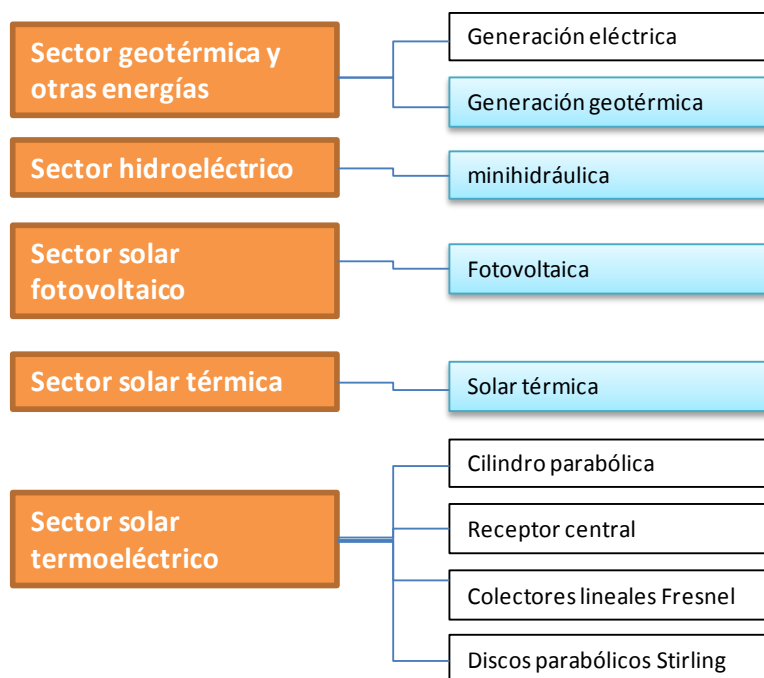 Sector geotérmica y
otras energías
Generación eléctrica
Generación geotérmica
Sector hidroeléctrico
minihidráulica
Sector solar
fotovoltaico
Fotovoltaica
Sector solar térmica
Solar térmica
Sector solar
termoeléctrico
Cilindro parabólica
Receptor central
Colectores lineales Fresnel
Discos parabólicos Stirling